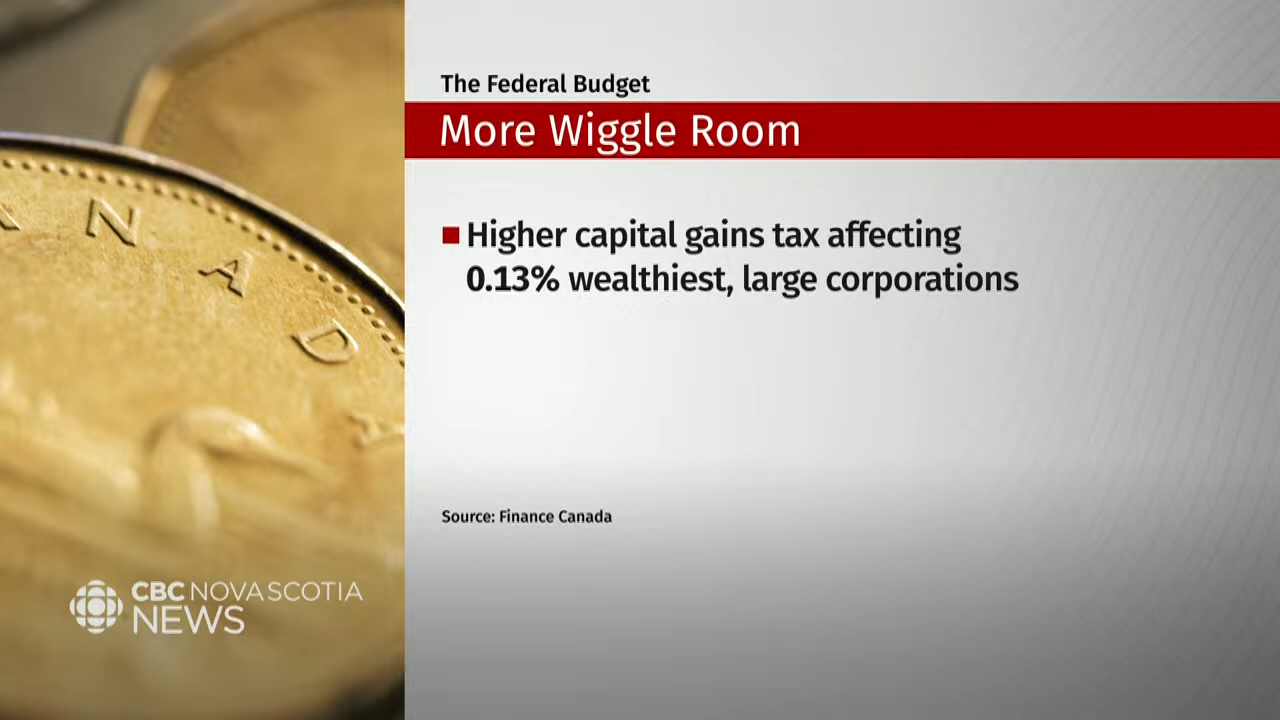 The Federal Budget
More Wiggle Room
Higher capital gains tax affecting
0.13% wealthiest, large corporations
Source: Finance Canada
N A D A
CBC NOVA SCOTIA
NEWS